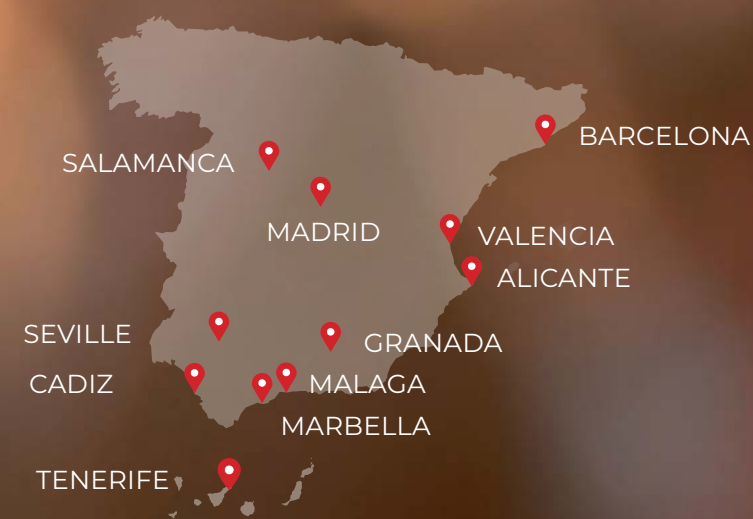 BARCELONA
SALAMANCA
MADRID
VALENCIA
ALICANTE
SEVILLE
GRANADA
CADIZ
MALAGA
MARBELLA
TENERIFE